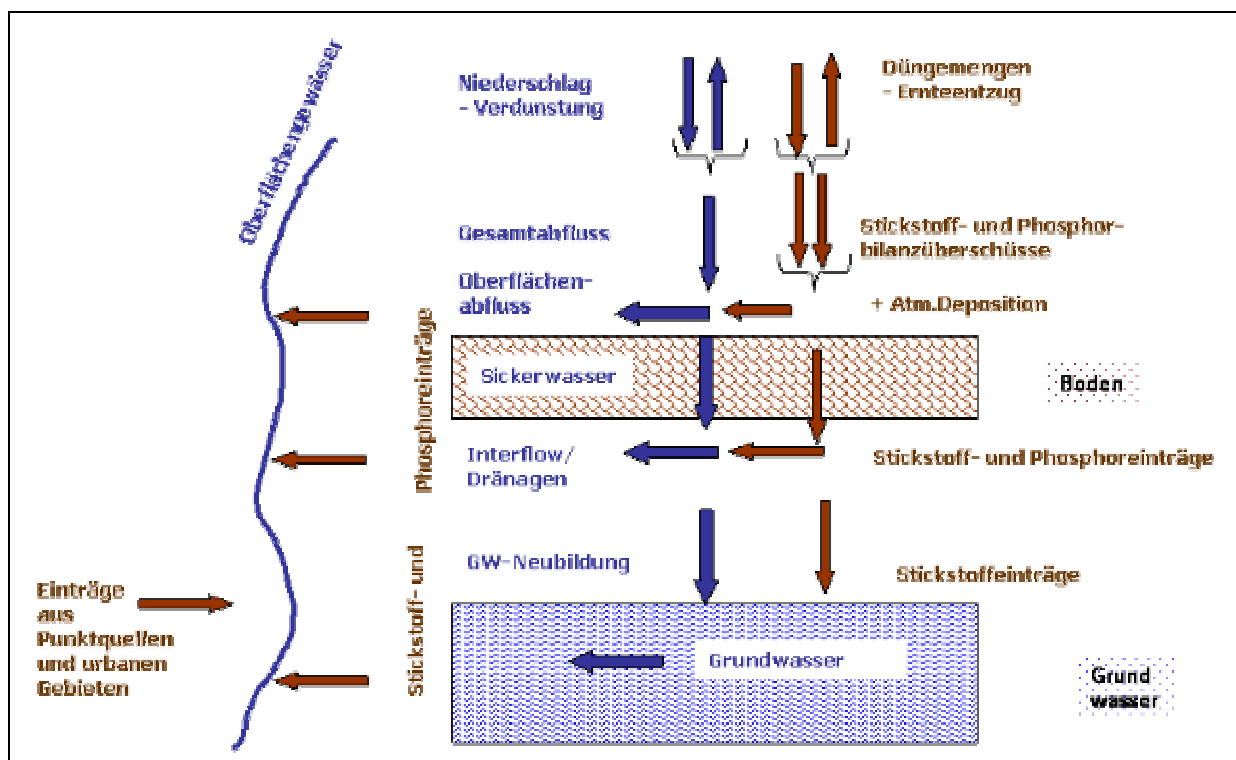 Oberflächengewässer
Niederschlag
- Verdunstung
Düngemengen
- Ernteentzug
Gesamtabfluss
Stickstoff- und Phosphor-
bilanzüberschüsse
Oberflächen-
abfluss
+ Atm.Deposition
Sickerwasser
Boden
Stickstoff- und Phosphoreinträge
Interflow/
Dränagen
Stickstoff- und Phosphoreinträge
GW-Neubildung
Stickstoffeinträge
Einträge
aus
Punktquellen
und urbanen
Gebieten
Grundwasser
Grund
wasser